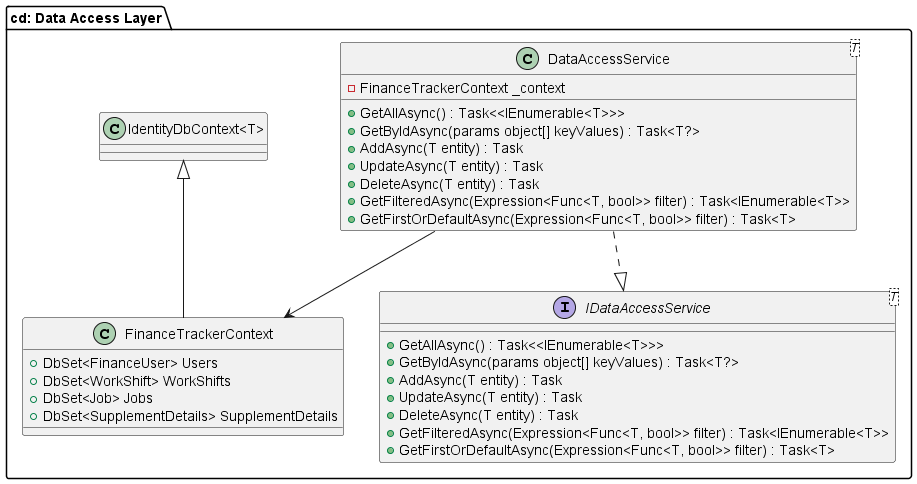 cd: Data Access Layer
C DataAccessService T
FinanceTrackerContext _context
GetAllAsync() : Task<<IEnumerable<T>>>
GetByIdAsync(params object[] keyValues) : Task<T?>
AddAsync(T entity) : Task
UpdateAsync(T entity) : Task
DeleteAsync(T entity) : Task
GetFilteredAsync(Expression<Func<T, bool>> filter) : Task<IEnumerable<T>>
GetFirstOrDefaultAsync(Expression<Func<T, bool>> filter) : Task<T>
C IdentityDbContext<T>
C FinanceTrackerContext
DbSet<FinanceUser> Users
DbSet<WorkShift> WorkShifts
DbSet<Job> Jobs
DbSet<SupplementDetails> SupplementDetails
I IDataAccessService T
GetAllAsync() : Task<<IEnumerable<T>>>
GetByIdAsync(params object[] keyValues) : Task<T?>
AddAsync(T entity) : Task
UpdateAsync(T entity) : Task
DeleteAsync(T entity) : Task
GetFilteredAsync(Expression<Func<T, bool>> filter) : Task<IEnumerable<T>>
GetFirstOrDefaultAsync(Expression<Func<T, bool>> filter) : Task<T>